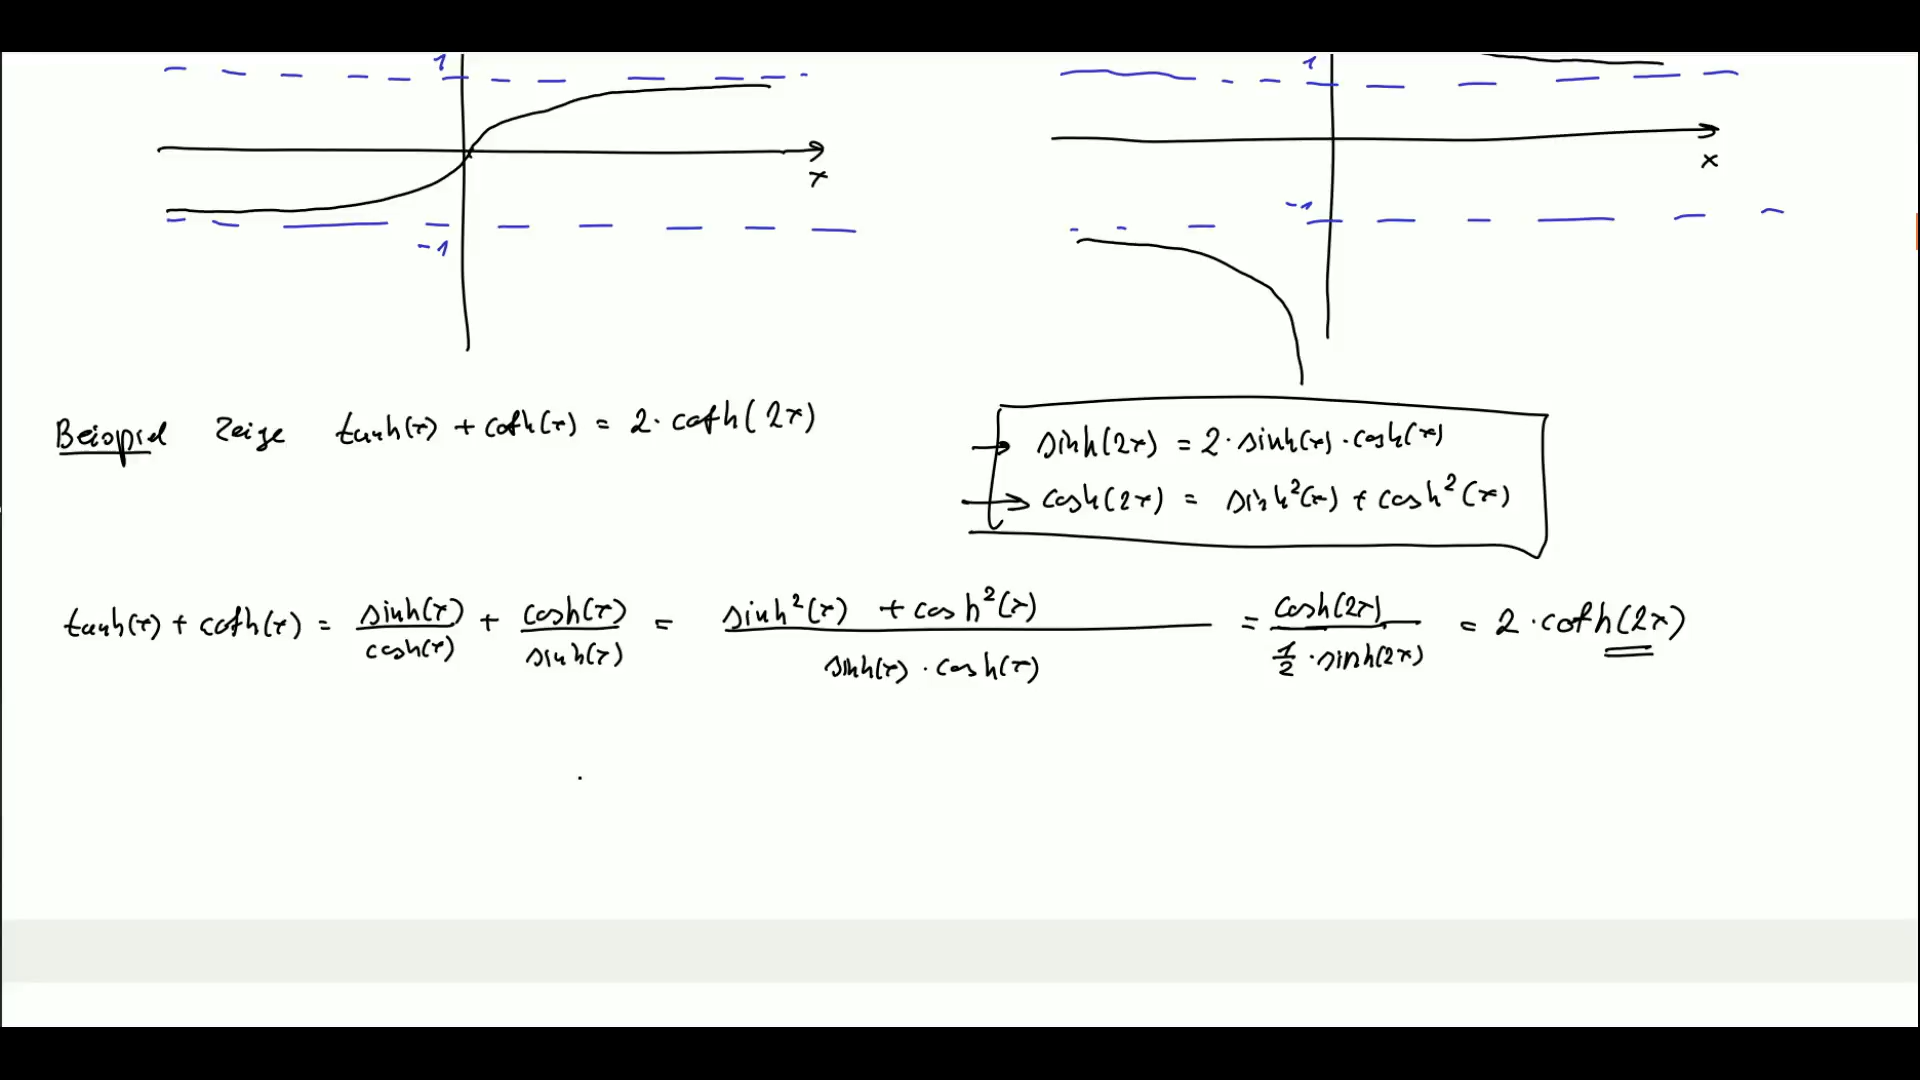 1 1
x x
-1 -1
Beispiel Zeige tanh(x) + coth(x) = 2 · coth(2x)
→ sinh(2x) = 2 · sinh(x) · cosh(x)
→ cosh(2x) = sinh²(x) + cosh²(x)
tanh(x) + coth(x) = sinh(x)/cosh(x) + cosh(x)/sinh(x) = (sinh²(x) + cosh²(x))/(sinh(x) · cosh(x)) = cosh(2x)/(1/2 · sinh(2x)) = 2 · coth(2x)